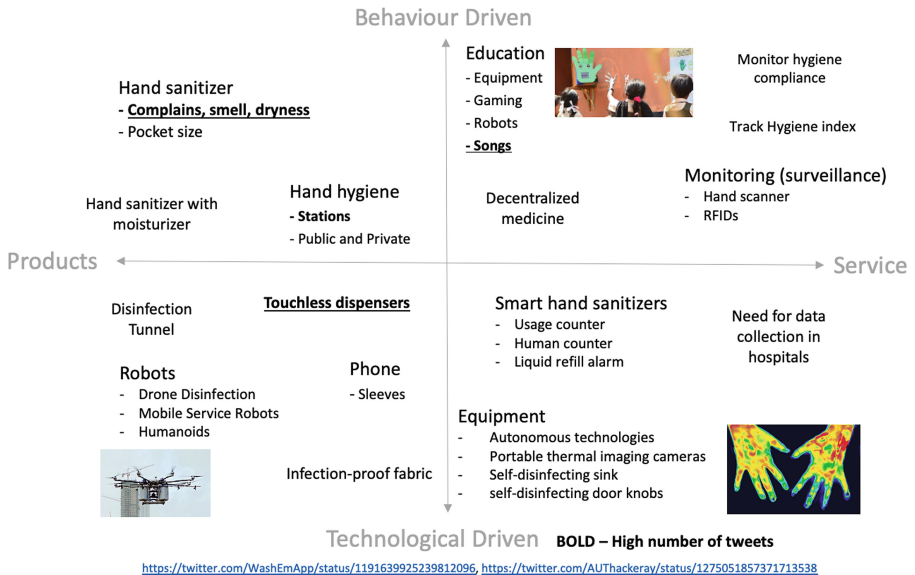 Behaviour Driven
Hand sanitizer
- Complains, smell, dryness
- Pocket size
Education
- Equipment
- Gaming
- Robots
- Songs
Monitor hygiene
compliance
Track Hygiene index
Hand sanitizer with
moisturizer
Hand hygiene
- Stations
- Public and Private
Decentralized
medicine
Monitoring (surveillance)
- Hand scanner
- RFIDs
Products
Service
Disinfection
Tunnel
Touchless dispensers
Smart hand sanitizers
- Usage counter
- Human counter
- Liquid refill alarm
Need for data
collection in
hospitals
Robots
- Drone Disinfection
- Mobile Service Robots
- Humanoids
Phone
- Sleeves
Infection-proof fabric
Equipment
- Autonomous technologies
- Portable thermal imaging cameras
- Self-disinfecting sink
- self-disinfecting door knobs
Technological Driven
BOLD – High number of tweets
https://twitter.com/WashEmApp/status/1191639925239812096, https://twitter.com/AUThackeray/status/1275051857371713538